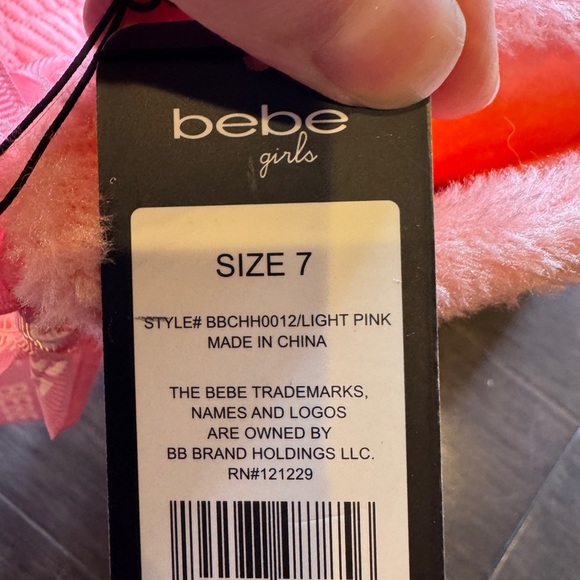 bebe
girls
SIZE 7
STYLE# BBCHH0012/LIGHT PINK
MADE IN CHINA
THE BEBE TRADEMARKS,
NAMES AND LOGOS
ARE OWNED BY
BB BRAND HOLDINGS LLC.
RN#121229